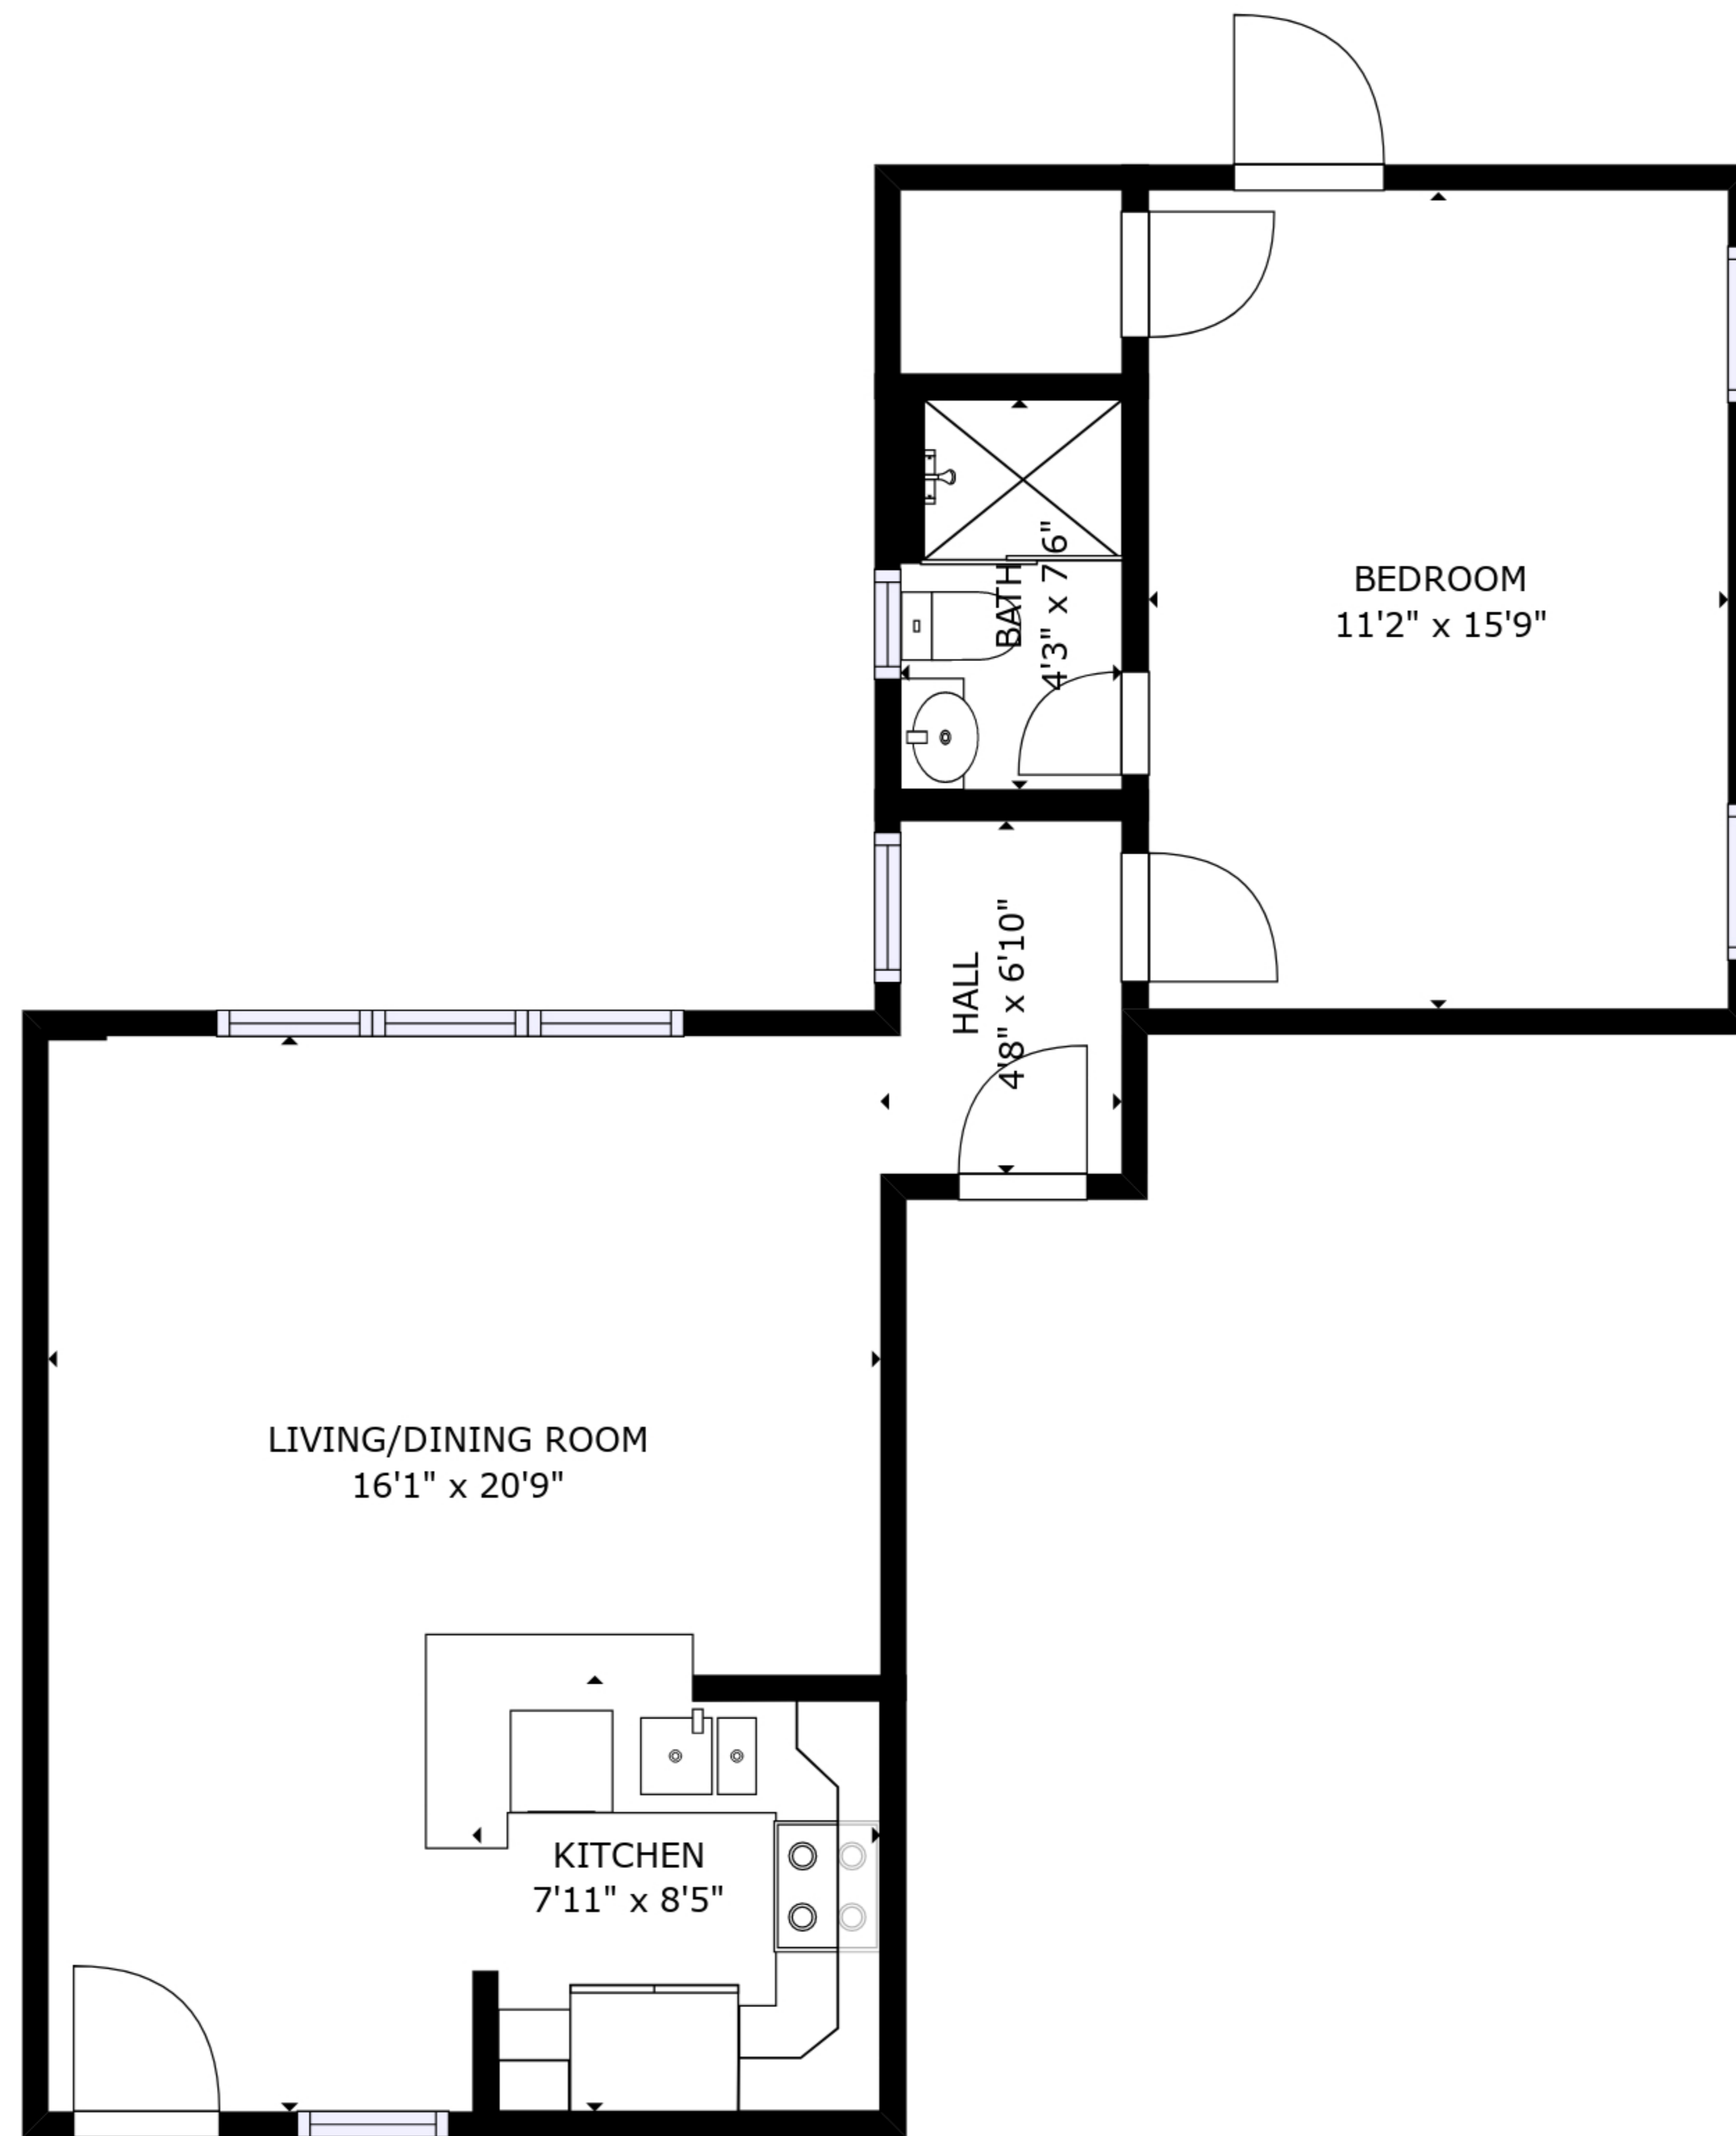 BEDROOM
11'2" x 15'9"
BATH
4'3" x 7'6"
HALL
4'8" x 6'10"
LIVING/DINING ROOM
16'1" x 20'9"
KITCHEN
7'11" x 8'5"